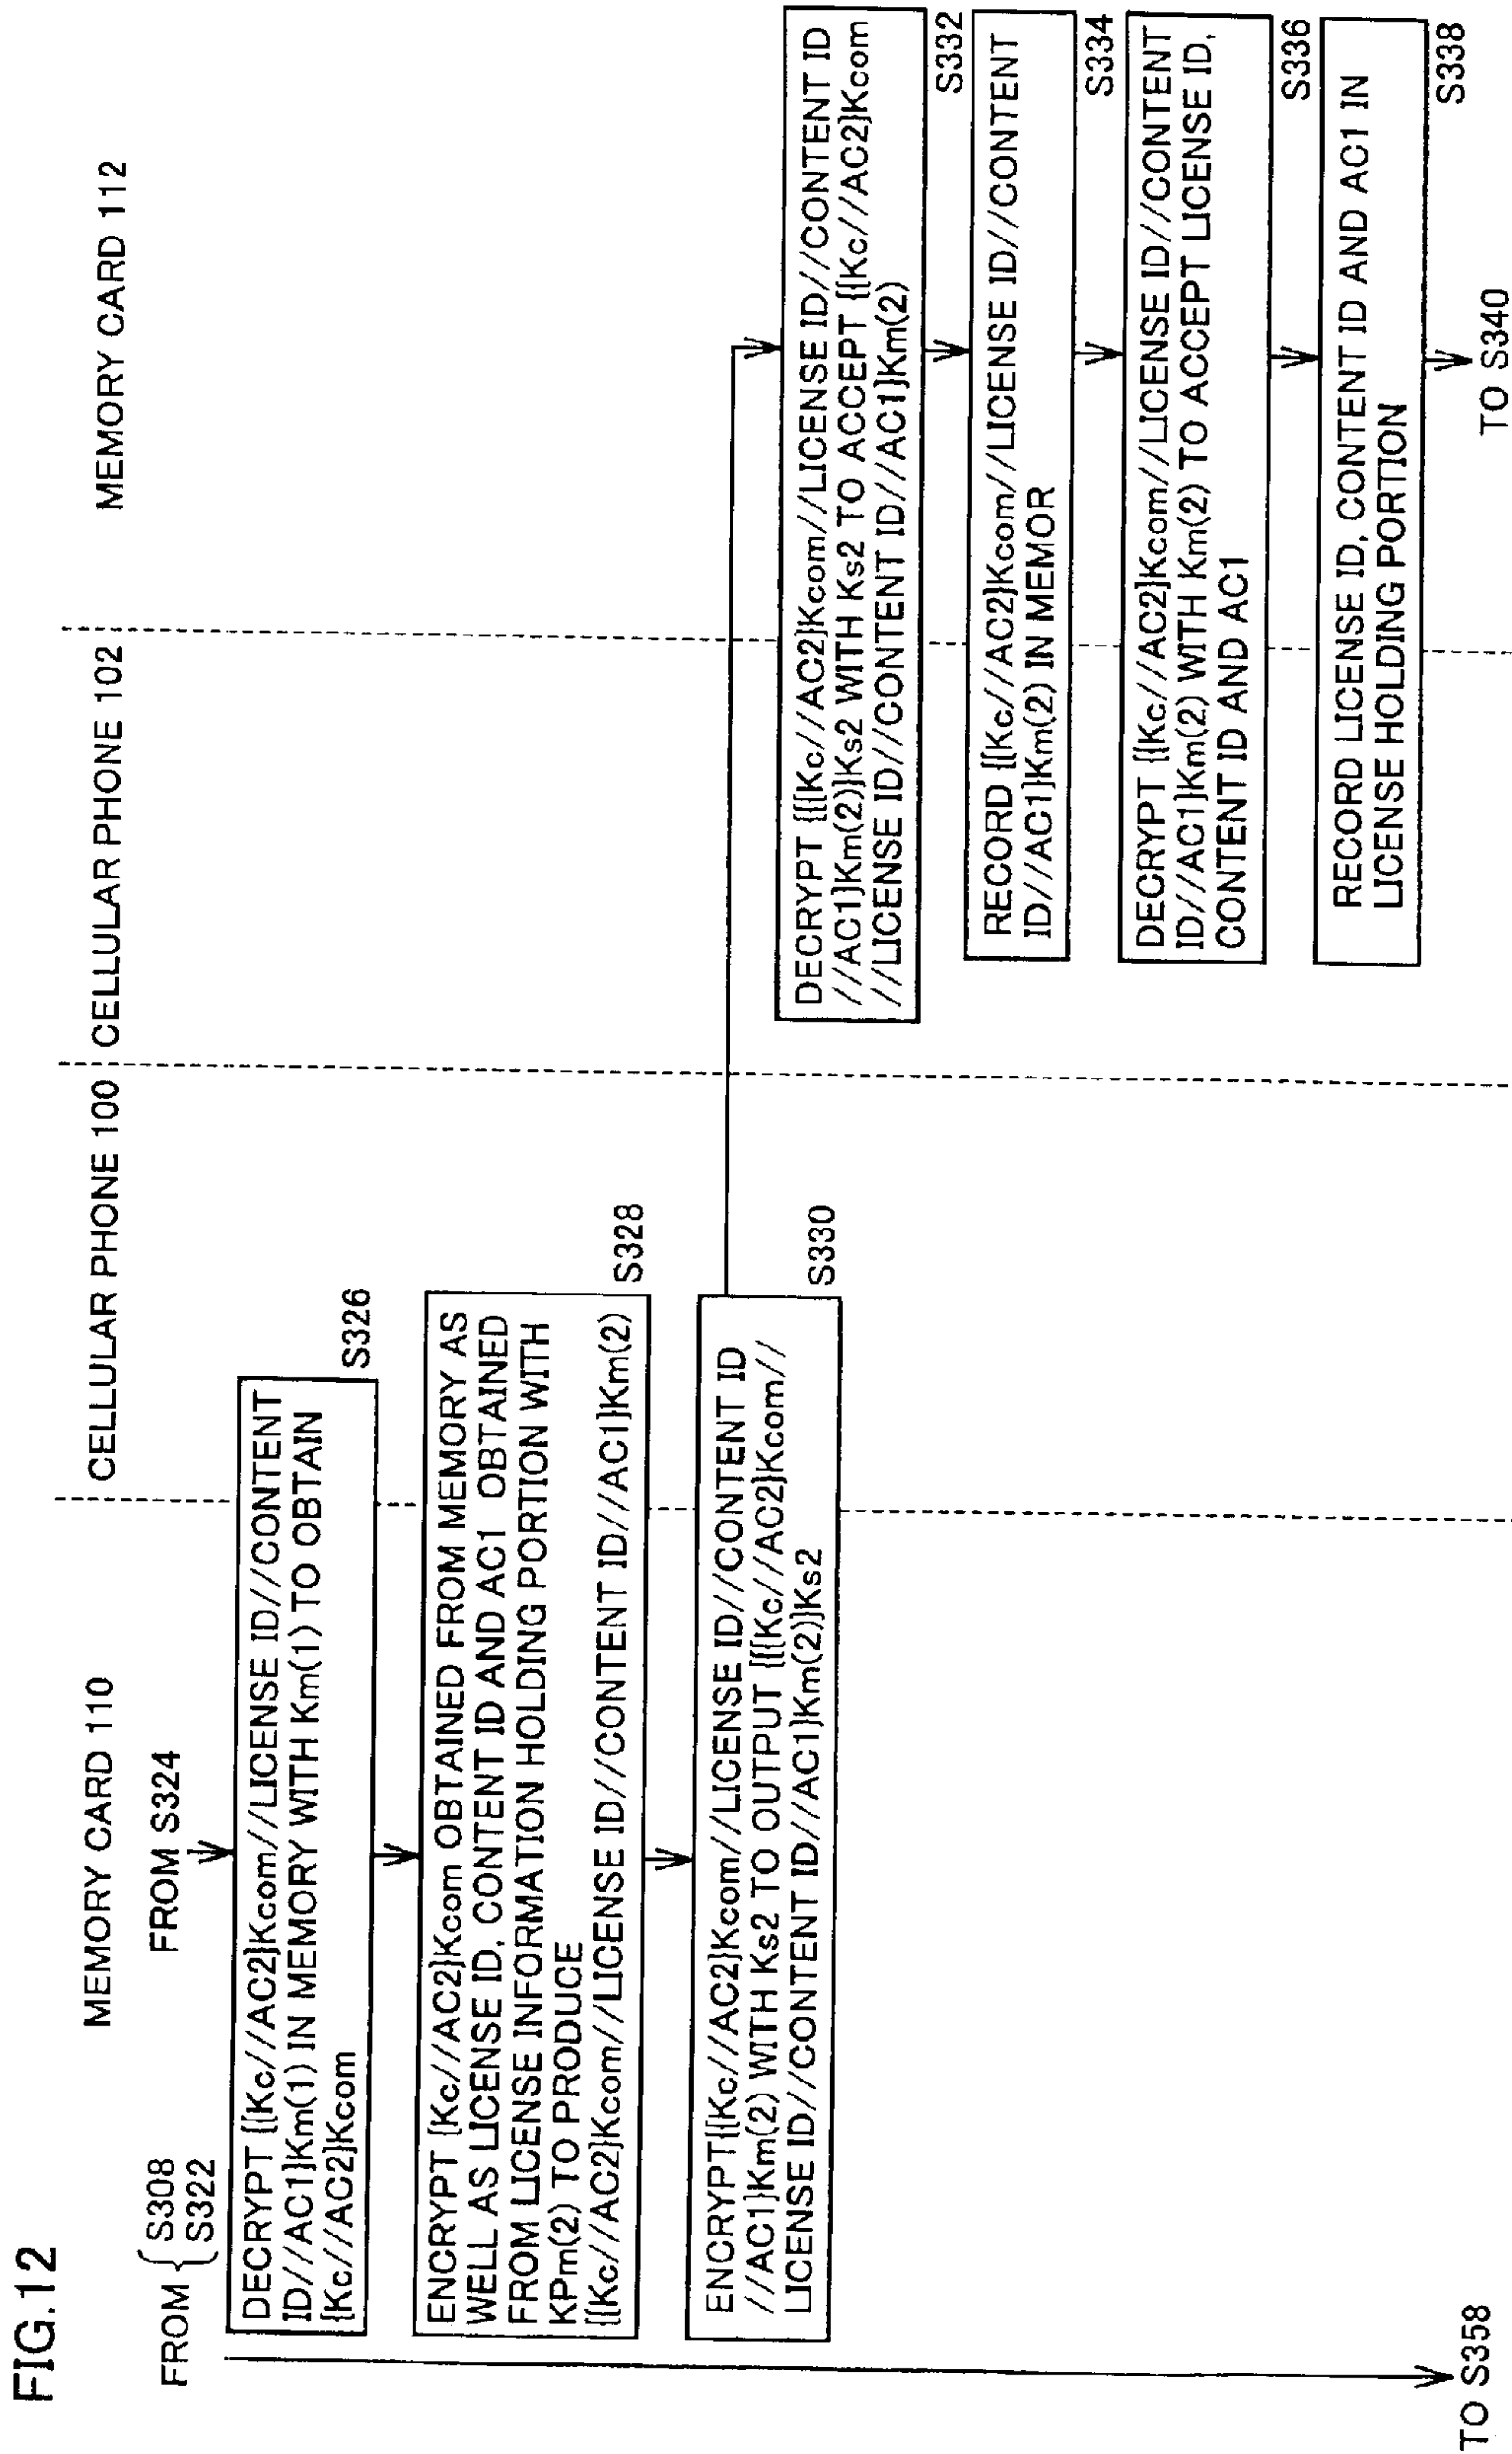 FIG.12
MEMORY CARD 110
CELLULAR PHONE 100
CELLULAR PHONE 102
MEMORY CARD 112
FROM { S308
S322
FROM S324
DECRYPT {{Kc//AC2}Kcom//LICENSE ID//CONTENT
ID//AC1}Km(1) IN MEMORY WITH Km(1) TO OBTAIN
{Kc//AC2}Kcom
S326
ENCRYPT {Kc//AC2}Kcom OBTAINED FROM MEMORY AS
WELL AS LICENSE ID, CONTENT ID AND AC1 OBTAINED
FROM LICENSE INFORMATION HOLDING PORTION WITH
KPm(2) TO PRODUCE
{{Kc//AC2}Kcom//LICENSE ID//CONTENT ID//AC1}Km(2)
S328
ENCRYPT{{Kc//AC2}Kcom//LICENSE ID//CONTENT ID
//AC1}Km(2) WITH Ks2 TO OUTPUT {{{Kc//AC2}Kcom//
LICENSE ID//CONTENT ID//AC1}Km(2)}Ks2
S330
DECRYPT {{{Kc//AC2}Kcom//LICENSE ID//CONTENT ID
//AC1}Km(2)}Ks2 WITH Ks2 TO ACCEPT {{Kc//AC2}Kcom
//LICENSE ID//CONTENT ID//AC1}Km(2)
S332
RECORD {{Kc//AC2}Kcom//LICENSE ID//CONTENT
ID//AC1}Km(2) IN MEMOR
S334
DECRYPT {{Kc//AC2}Kcom//LICENSE ID//CONTENT
ID//AC1}Km(2) WITH Km(2) TO ACCEPT LICENSE ID,
CONTENT ID AND AC1
S336
RECORD LICENSE ID, CONTENT ID AND AC1 IN
LICENSE HOLDING PORTION
S338
TO S340
TO S358